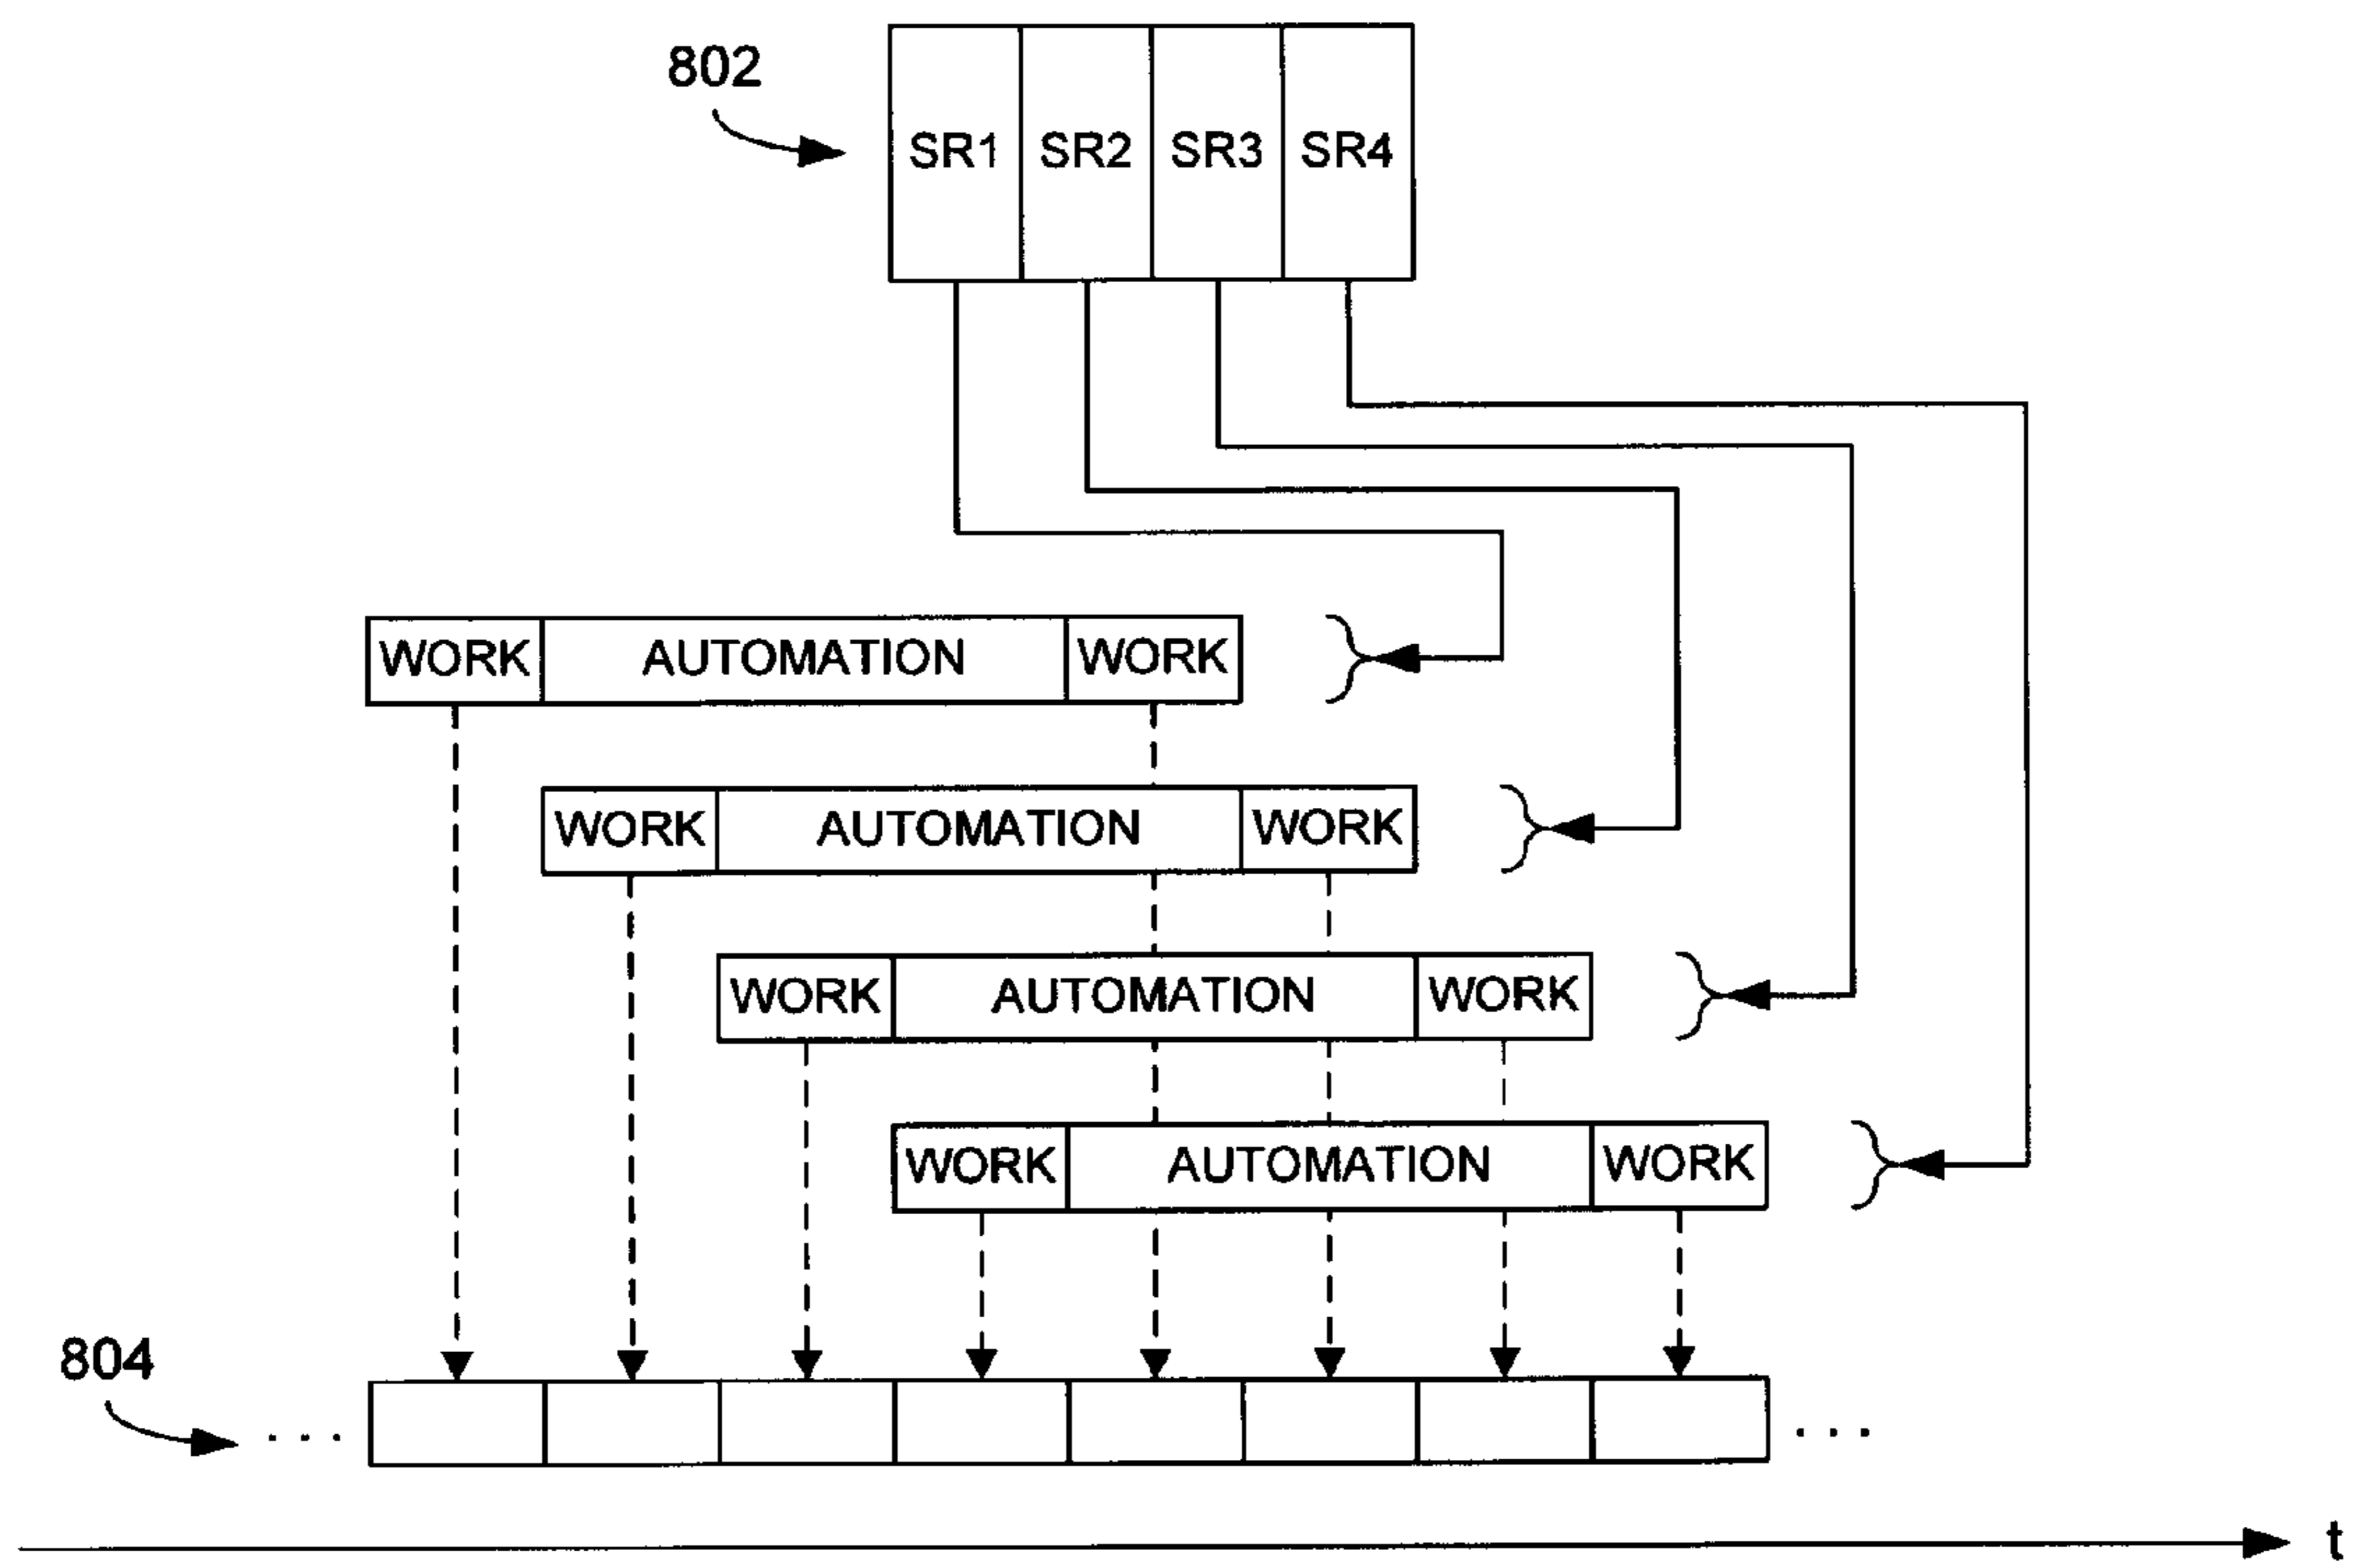 802
SR1 SR2 SR3 SR4
WORK AUTOMATION WORK
WORK AUTOMATION WORK
WORK AUTOMATION WORK
WORK AUTOMATION WORK
804
... ...
t